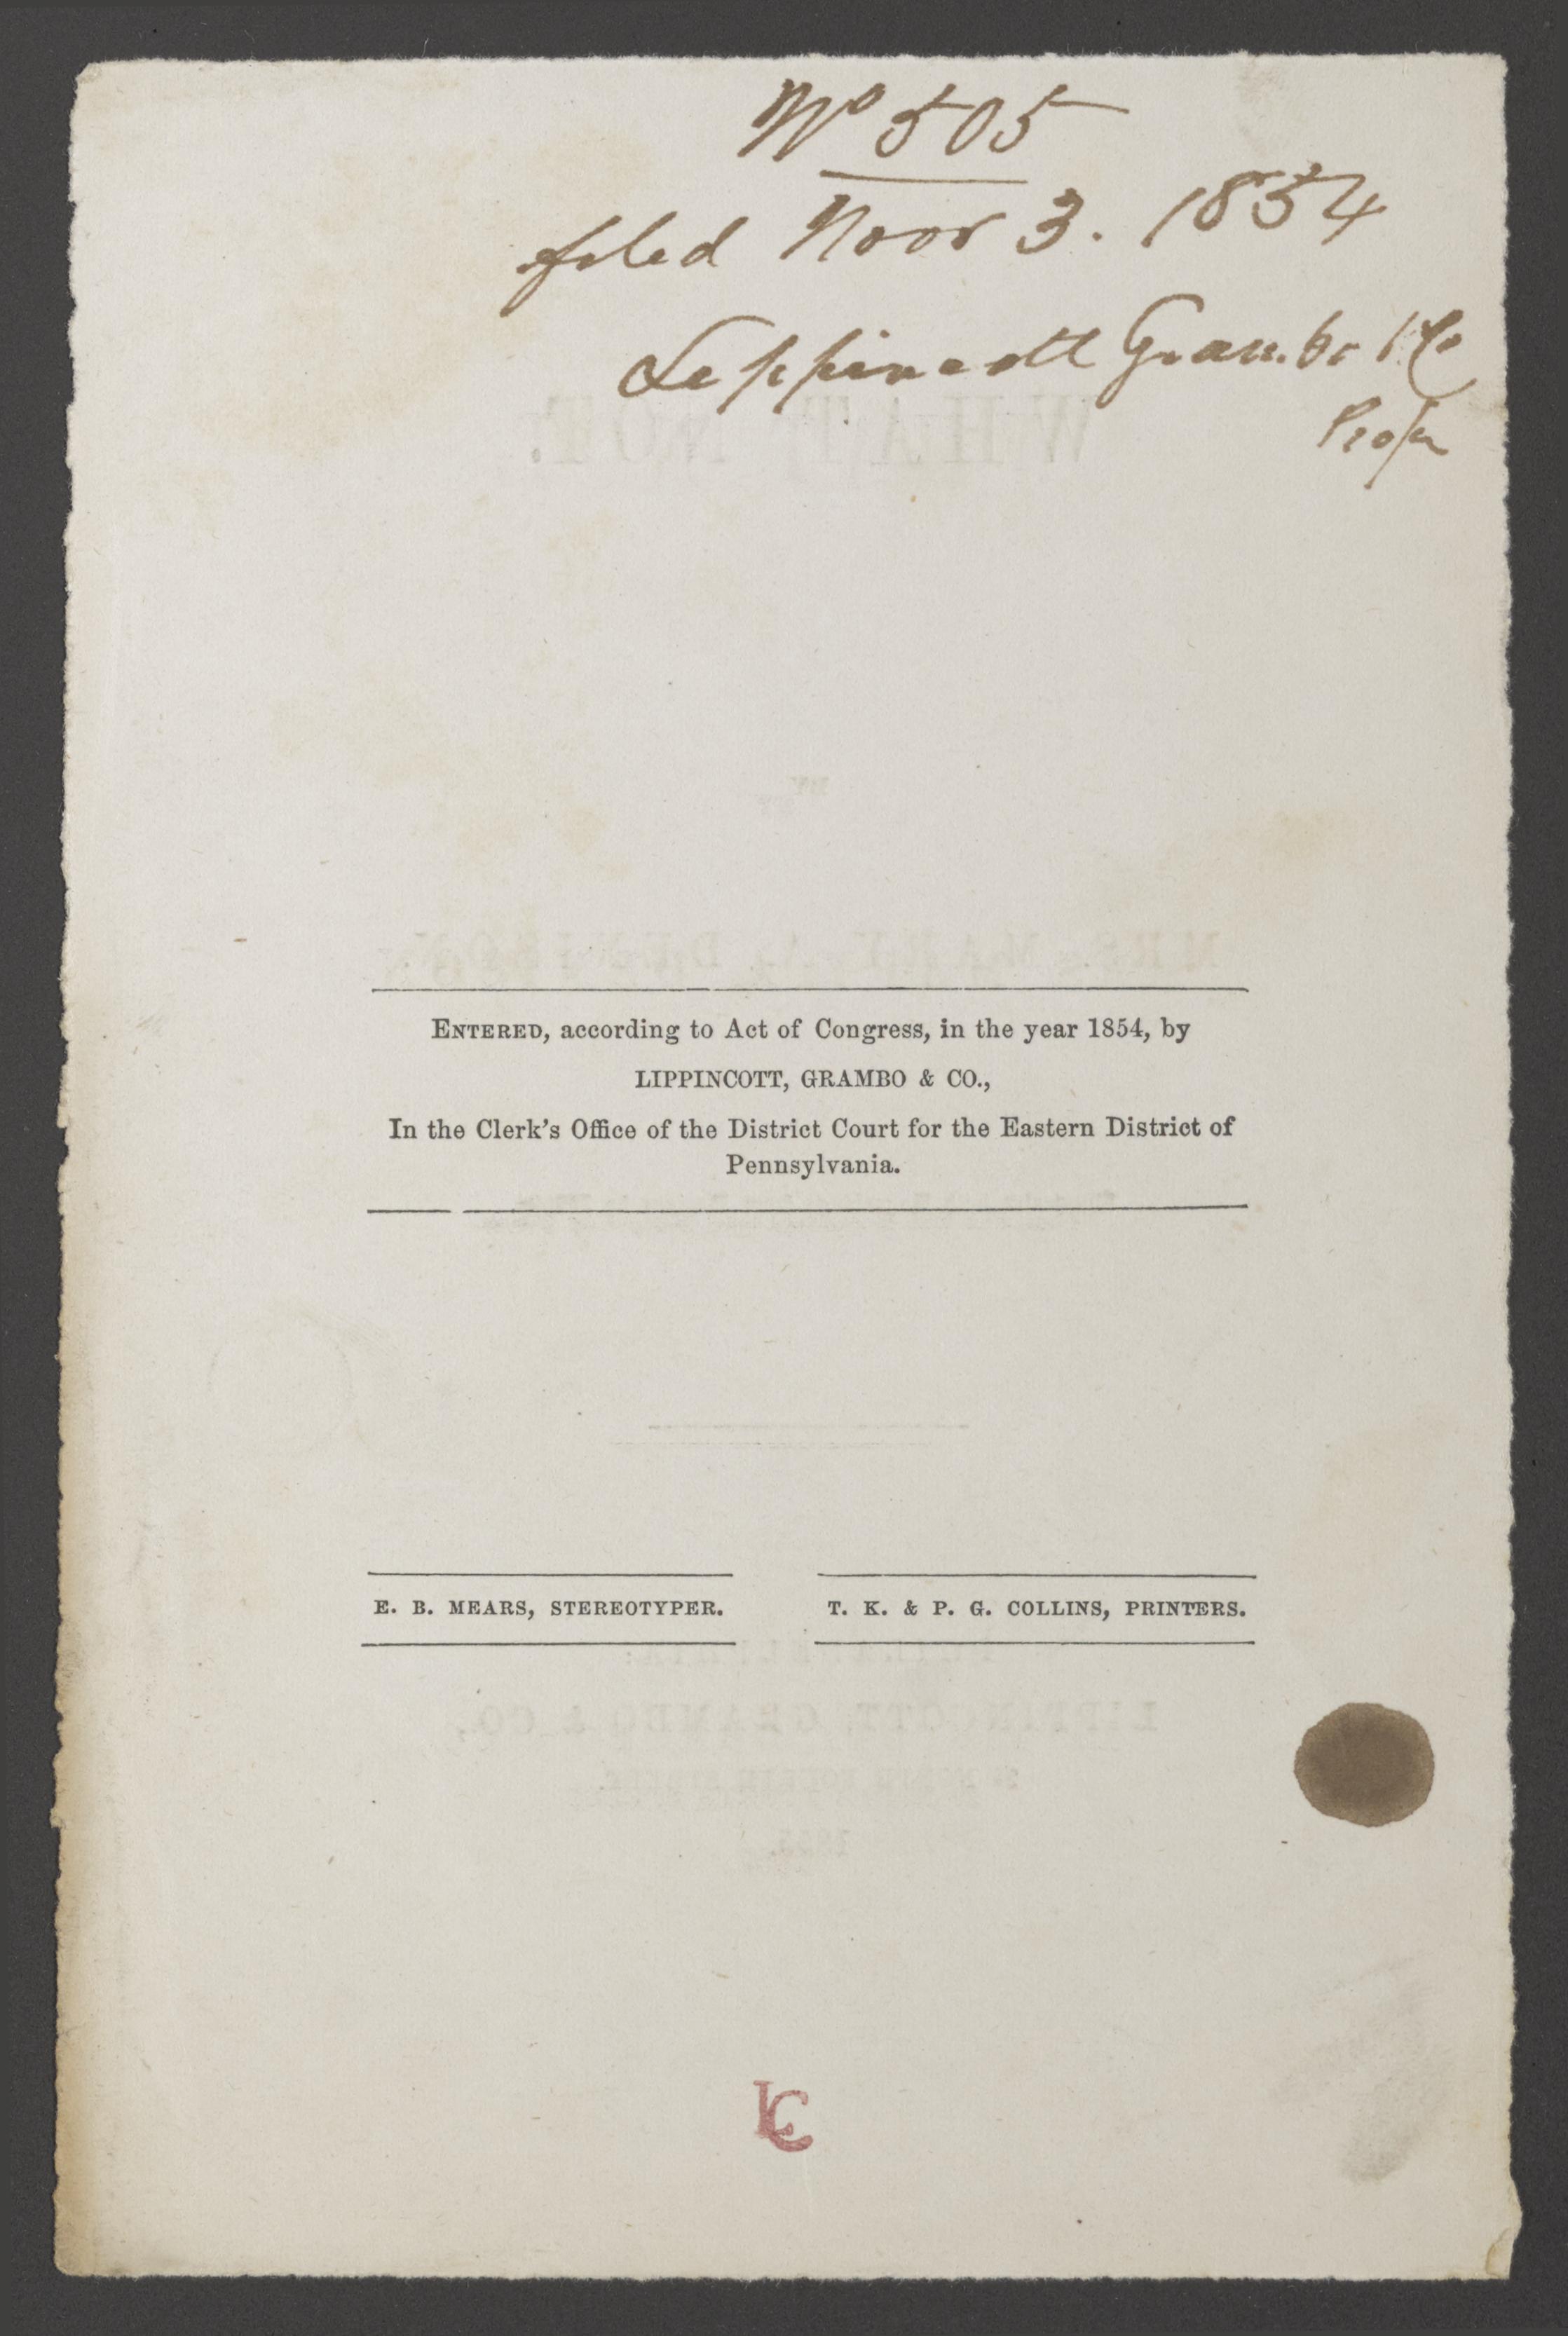 No 505
filed Novr 3. 1854
Lippincott Grambo & Co
Propr
ENTERED, according to Act of Congress, in the year 1854, by
LIPPINCOTT, GRAMBO & CO.,
In the Clerk's Office of the District Court for the Eastern District of
Pennsylvania.
E. B. MEARS, STEREOTYPER.
T. K. & P. G. COLLINS, PRINTERS.
LC